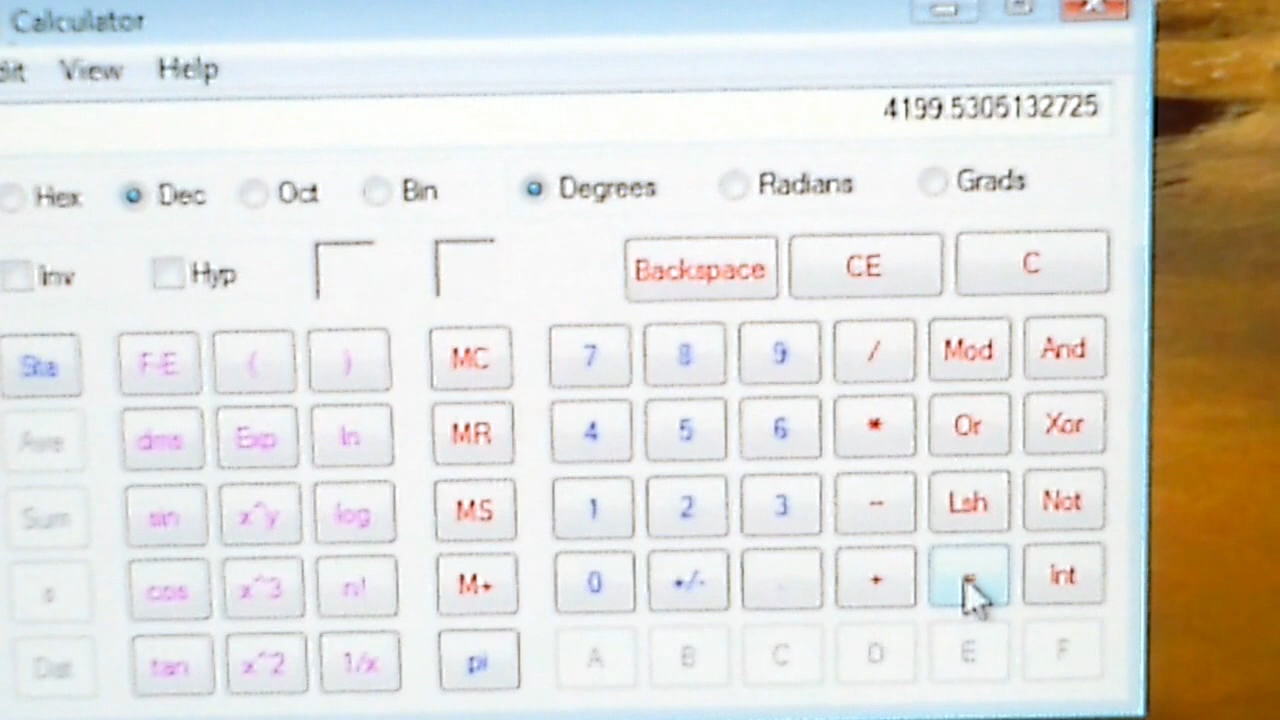 Calculator
Edit View Help
4199.5305132725
Hex Dec Oct Bin Degrees Radians Grads
Inv Hyp Backspace CE C
Sta F-E ( ) MC 7 8 9 / Mod And
Ave dms Exp ln MR 4 5 6 * Or Xor
Sum sin x^y log MS 1 2 3 - Lsh Not
s cos x^3 n! M+ 0 +/- . + = Int
Dat tan x^2 1/x pi A B C D E F